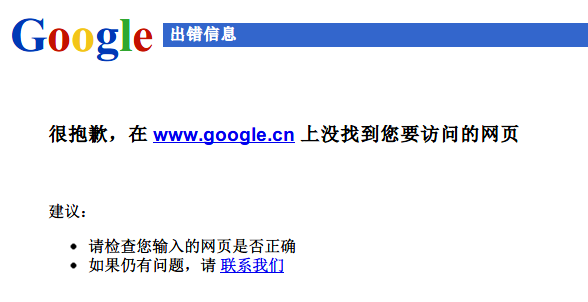 Google 出错信息
很抱歉，在 www.google.cn 上没找到您要访问的网页
建议：
请检查您输入的网页是否正确
如果仍有问题，请 联系我们